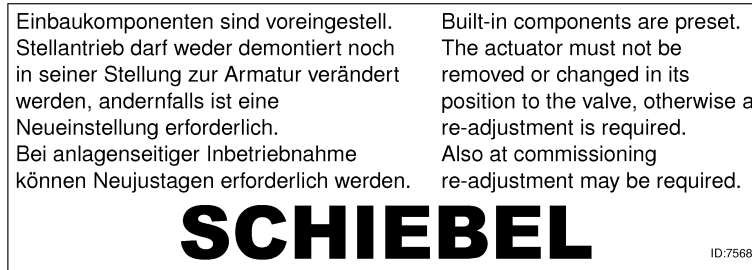 Einbaukomponenten sind voreingestell.
Stellantrieb darf weder demontiert noch
in seiner Stellung zur Armatur verändert
werden, andernfalls ist eine
Neueinstellung erforderlich.
Bei anlagenseitiger Inbetriebnahme
können Neujustagen erforderlich werden.
Built-in components are preset.
The actuator must not be
removed or changed in its
position to the valve, otherwise a
re-adjustment is required.
Also at commissioning
re-adjustment may be required.
SCHIEBEL
ID:7568